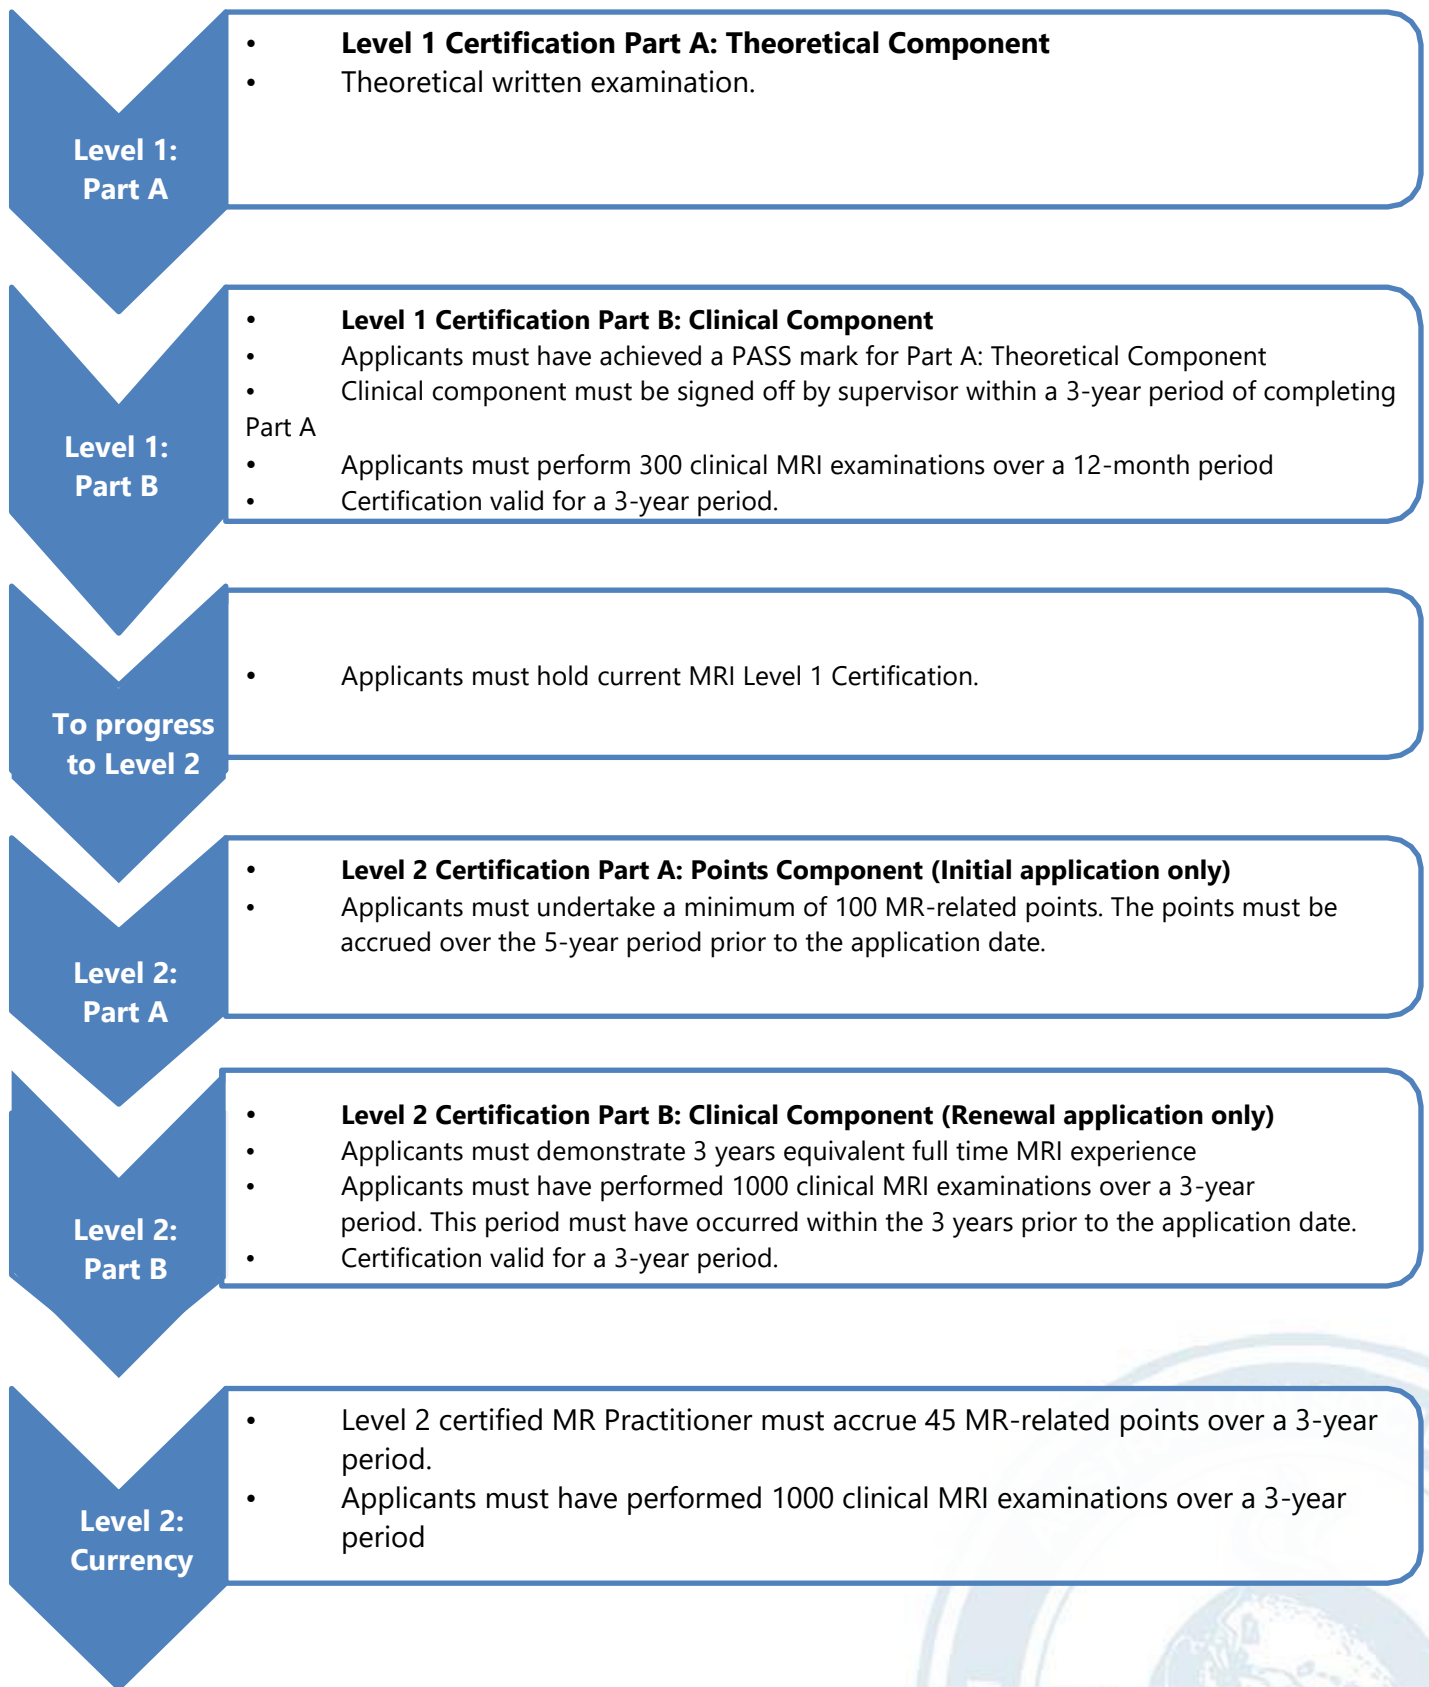 • Level 1 Certification Part A: Theoretical Component
• Theoretical written examination.
Level 1:
Part A
• Level 1 Certification Part B: Clinical Component
• Applicants must have achieved a PASS mark for Part A: Theoretical Component
• Clinical component must be signed off by supervisor within a 3-year period of completing
Part A
• Applicants must perform 300 clinical MRI examinations over a 12-month period
• Certification valid for a 3-year period.
Level 1:
Part B
• Applicants must hold current MRI Level 1 Certification.
To progress
to Level 2
• Level 2 Certification Part A: Points Component (Initial application only)
• Applicants must undertake a minimum of 100 MR-related points. The points must be
accrued over the 5-year period prior to the application date.
Level 2:
Part A
• Level 2 Certification Part B: Clinical Component (Renewal application only)
• Applicants must demonstrate 3 years equivalent full time MRI experience
• Applicants must have performed 1000 clinical MRI examinations over a 3-year
period. This period must have occurred within the 3 years prior to the application date.
• Certification valid for a 3-year period.
Level 2:
Part B
• Level 2 certified MR Practitioner must accrue 45 MR-related points over a 3-year
period.
• Applicants must have performed 1000 clinical MRI examinations over a 3-year
period
Level 2:
Currency